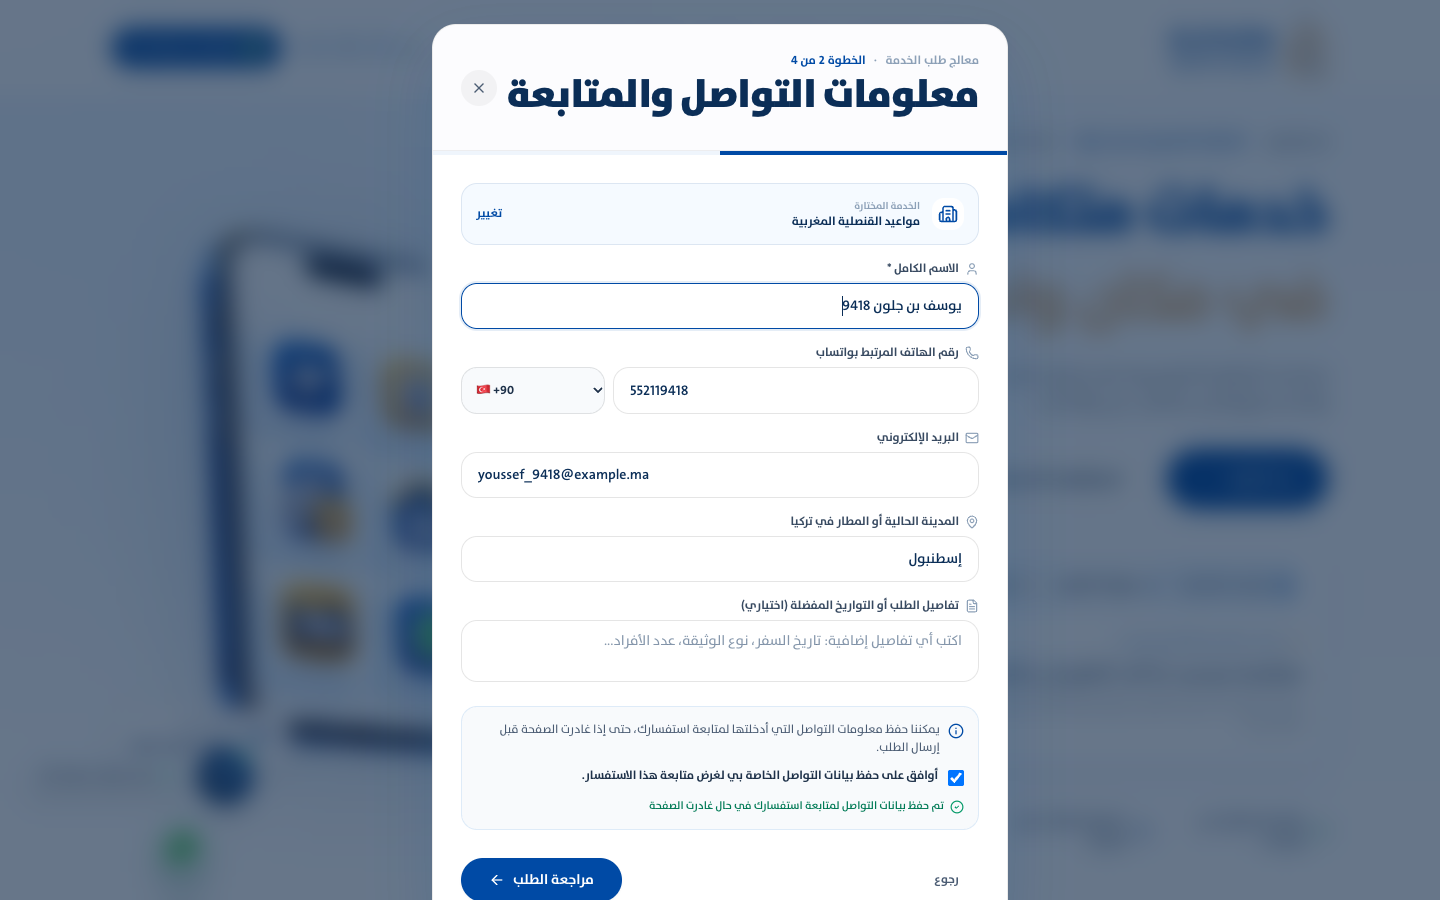 معالج طلب الخدمة · الخطوة 2 من 4
معلومات التواصل والمتابعة
الخدمة المختارة
مواعيد القنصلية المغربية
تغيير
الاسم الكامل *
يوسف بن جلون 9418
رقم الهاتف المرتبط بواتساب
552119418
+90
البريد الإلكتروني
youssef_9418@example.ma
المدينة الحالية أو المطار في تركيا
إسطنبول
تفاصيل الطلب أو التواريخ المفضلة (اختياري)
اكتب أي تفاصيل إضافية: تاريخ السفر، نوع الوثيقة، عدد الأفراد...
يمكننا حفظ معلومات التواصل التي أدخلتها لمتابعة استفسارك، حتى إذا غادرت الصفحة قبل
إرسال الطلب.
أوافق على حفظ بيانات التواصل الخاصة بي لغرض متابعة هذا الاستفسار.
تم حفظ بيانات التواصل لمتابعة استفسارك في حال غادرت الصفحة
رجوع
مراجعة الطلب